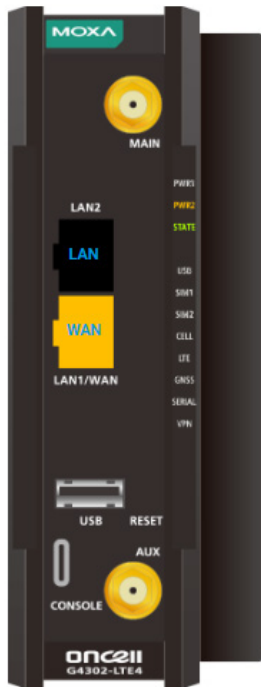 MOXA
MAIN
PWR1
LAN2
PWR2
STATE
LAN
USB
SIM1
SIM2
WAN
CELL
LTE
LAN1/WAN
GNSS
SERIAL
VPN
USB
RESET
AUX
CONSOLE
oncell
G4302-LTE4